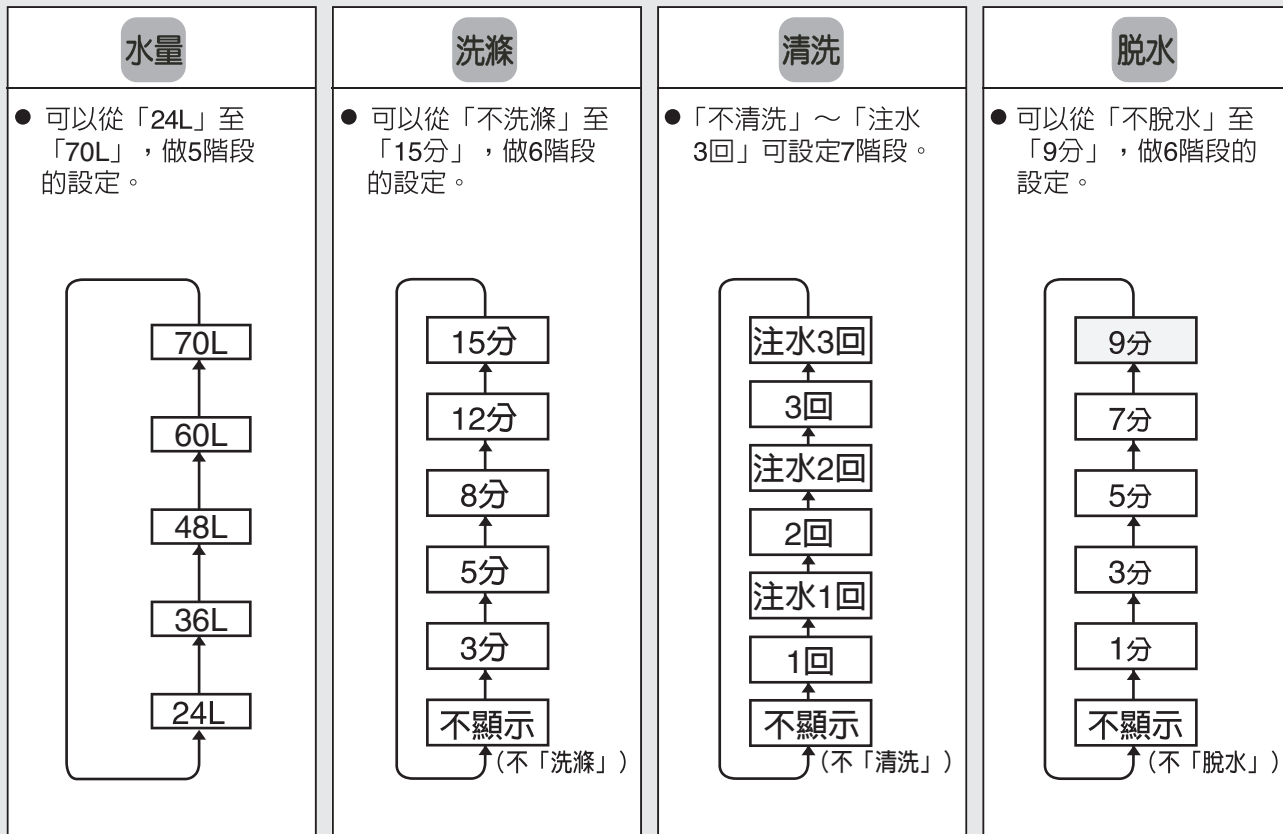 水量
● 可以從「24L」至
「70L」，做5階段
的設定。
70L
60L
48L
36L
24L
洗滌
● 可以從「不洗滌」至
「15分」，做6階段
的設定。
15分
12分
8分
5分
3分
不顯示
(不「洗滌」)
清洗
●「不清洗」～「注水
3回」可設定7階段。
注水3回
3回
注水2回
2回
注水1回
1回
不顯示
(不「清洗」)
脱水
● 可以從「不脫水」至
「9分」，做6階段的
設定。
9分
7分
5分
3分
1分
不顯示
(不「脫水」)